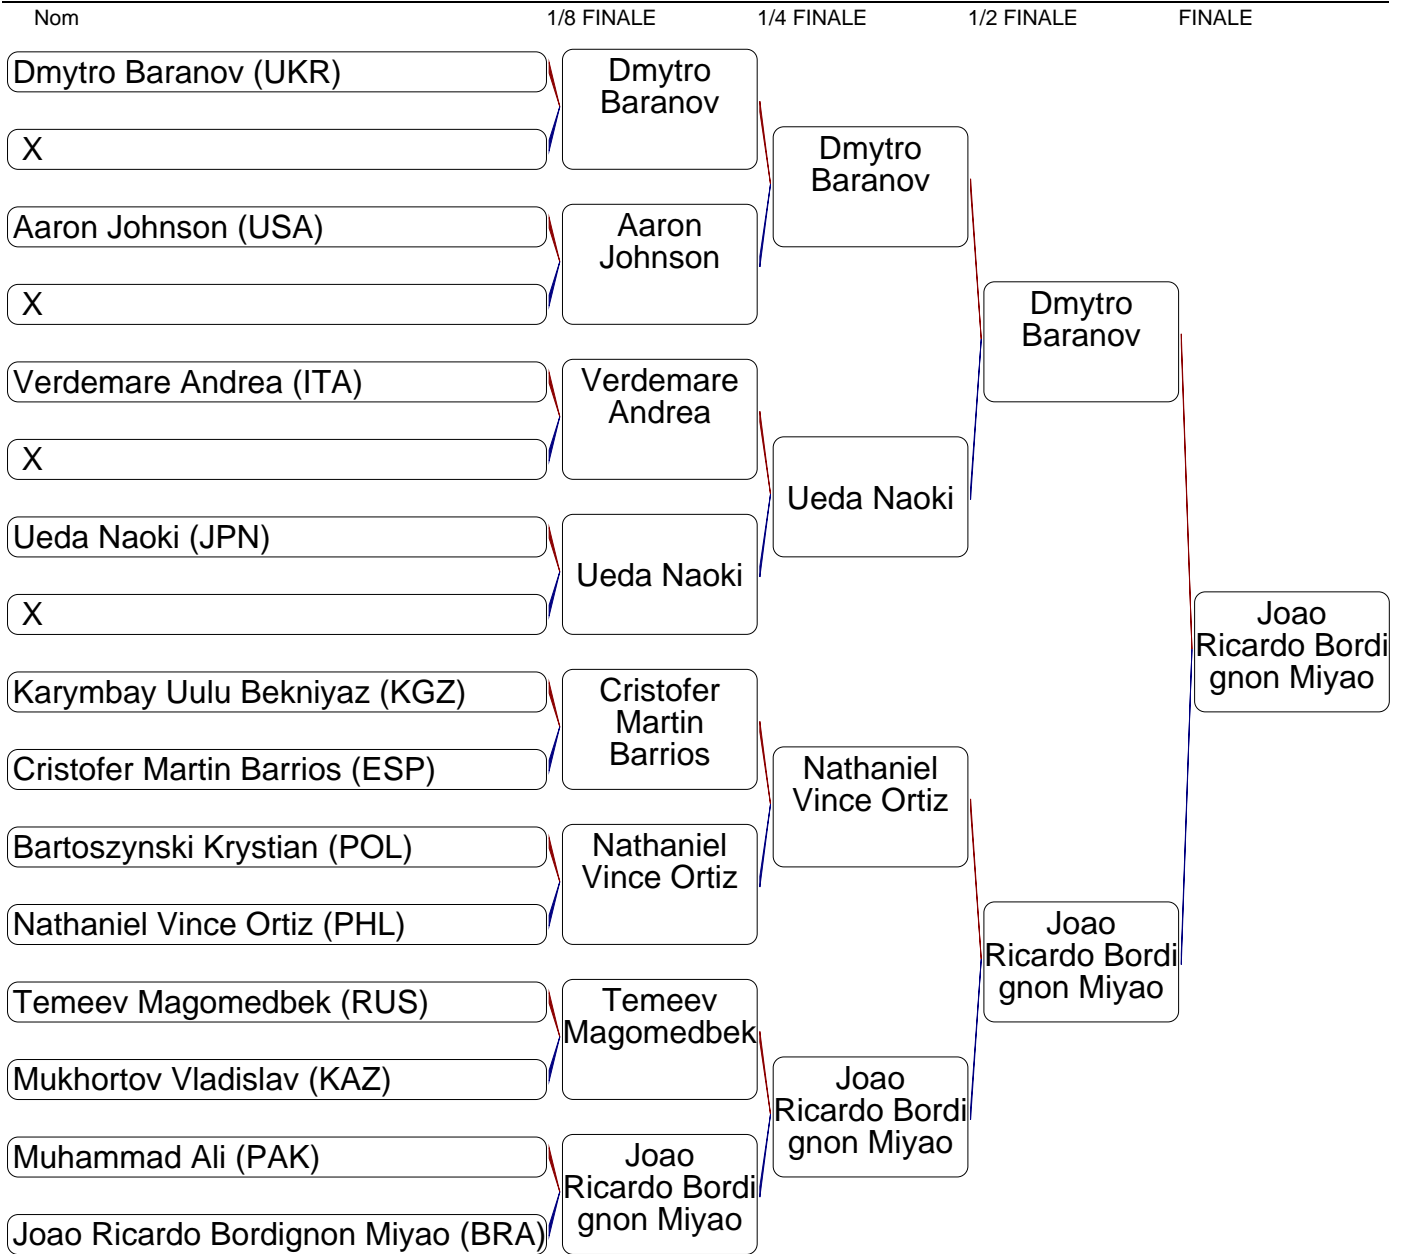 Nom 1/8 FINALE 1/4 FINALE 1/2 FINALE FINALE
Dmytro Baranov (UKR)
X
Aaron Johnson (USA)
X
Verdemare Andrea (ITA)
X
Ueda Naoki (JPN)
X
Karymbay Uulu Bekniyaz (KGZ)
Cristofer Martin Barrios (ESP)
Bartoszynski Krystian (POL)
Nathaniel Vince Ortiz (PHL)
Temeev Magomedbek (RUS)
Mukhortov Vladislav (KAZ)
Muhammad Ali (PAK)
Joao Ricardo Bordignon Miyao (BRA)
Dmytro
Baranov
Aaron
Johnson
Verdemare
Andrea
Ueda Naoki
Cristofer
Martin
Barrios
Nathaniel
Vince Ortiz
Temeev
Magomedbek
Joao
Ricardo Bordi
gnon Miyao
Dmytro
Baranov
Ueda Naoki
Nathaniel
Vince Ortiz
Joao
Ricardo Bordi
gnon Miyao
Dmytro
Baranov
Joao
Ricardo Bordi
gnon Miyao
Joao
Ricardo Bordi
gnon Miyao